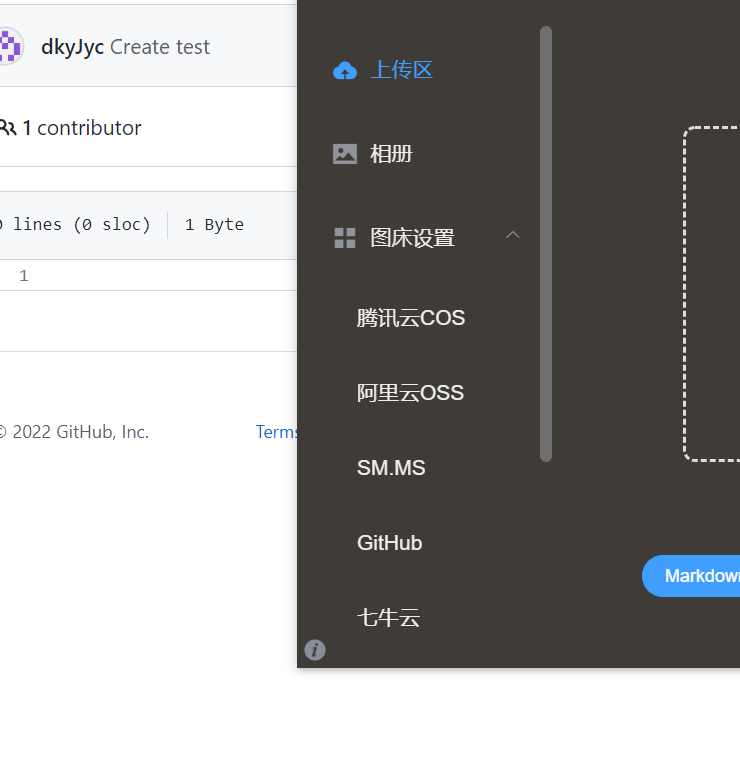 dkyJyc Create test
1 contributor
lines (0 sloc) 1 Byte
1
© 2022 GitHub, Inc. Terms
上传区
相册
图床设置
腾讯云COS
阿里云OSS
SM.MS
GitHub
七牛云
Markdown